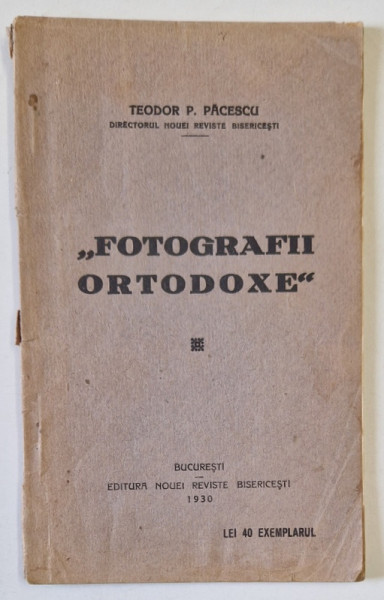 TEODOR P. PĂCESCU
DIRECTORUL NOUEI REVISTE BISERICEȘTI
„FOTOGRAFII
ORTODOXE“
BUCUREȘTI
EDITURA NOUEI REVISTE BISERICEȘTI
1930
LEI 40 EXEMPLARUL